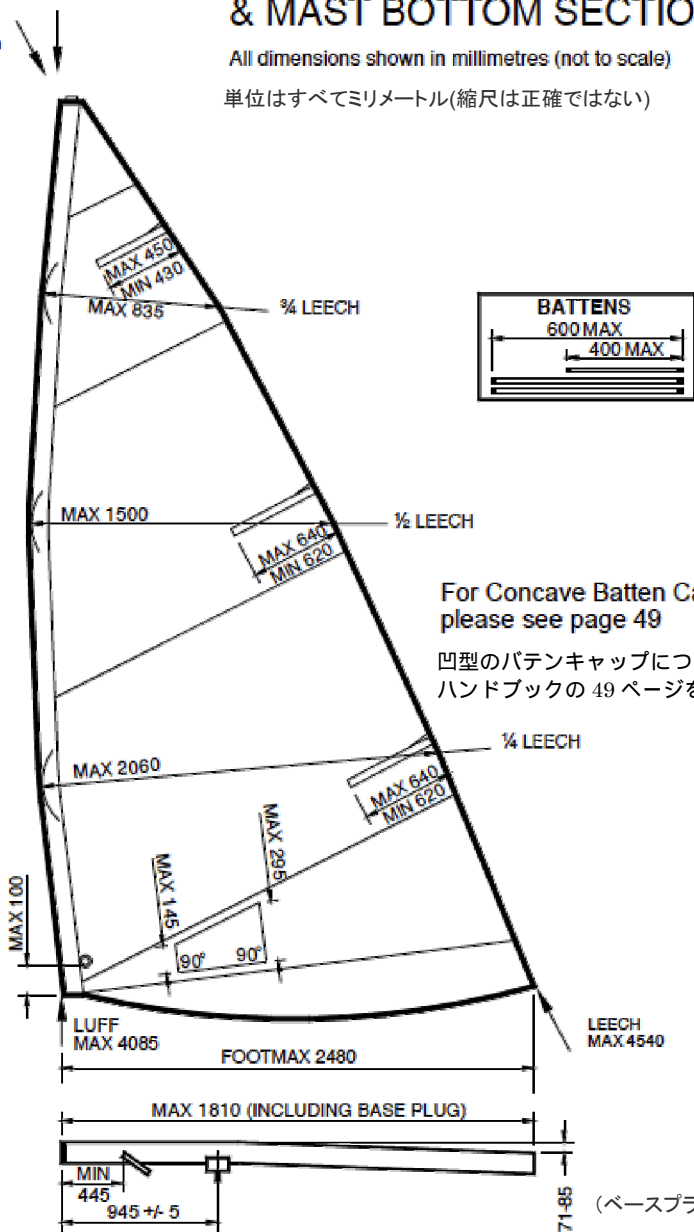 & MAST BOTTOM SECTIO
All dimensions shown in millimetres (not to scale)
単位はすべてミリメートル(縮尺は正確ではない)
MAX 450
MIN 430
MAX 835
¾ LEECH
BATTENS
600 MAX
400 MAX
MAX 1500
½ LEECH
MAX 640
MIN 620
For Concave Batten Ca
please see page 49
凹型のバテンキャップにつ
ハンドブックの 49 ページを
¼ LEECH
MAX 2060
MAX 640
MIN 620
MAX 295
MAX 145
MAX 100
90°
90°
LUFF
MAX 4085
LEECH
MAX 4540
FOOTMAX 2480
MAX 1810 (INCLUDING BASE PLUG)
MIN
445
945 +/- 5
71-85
(ベースプラ